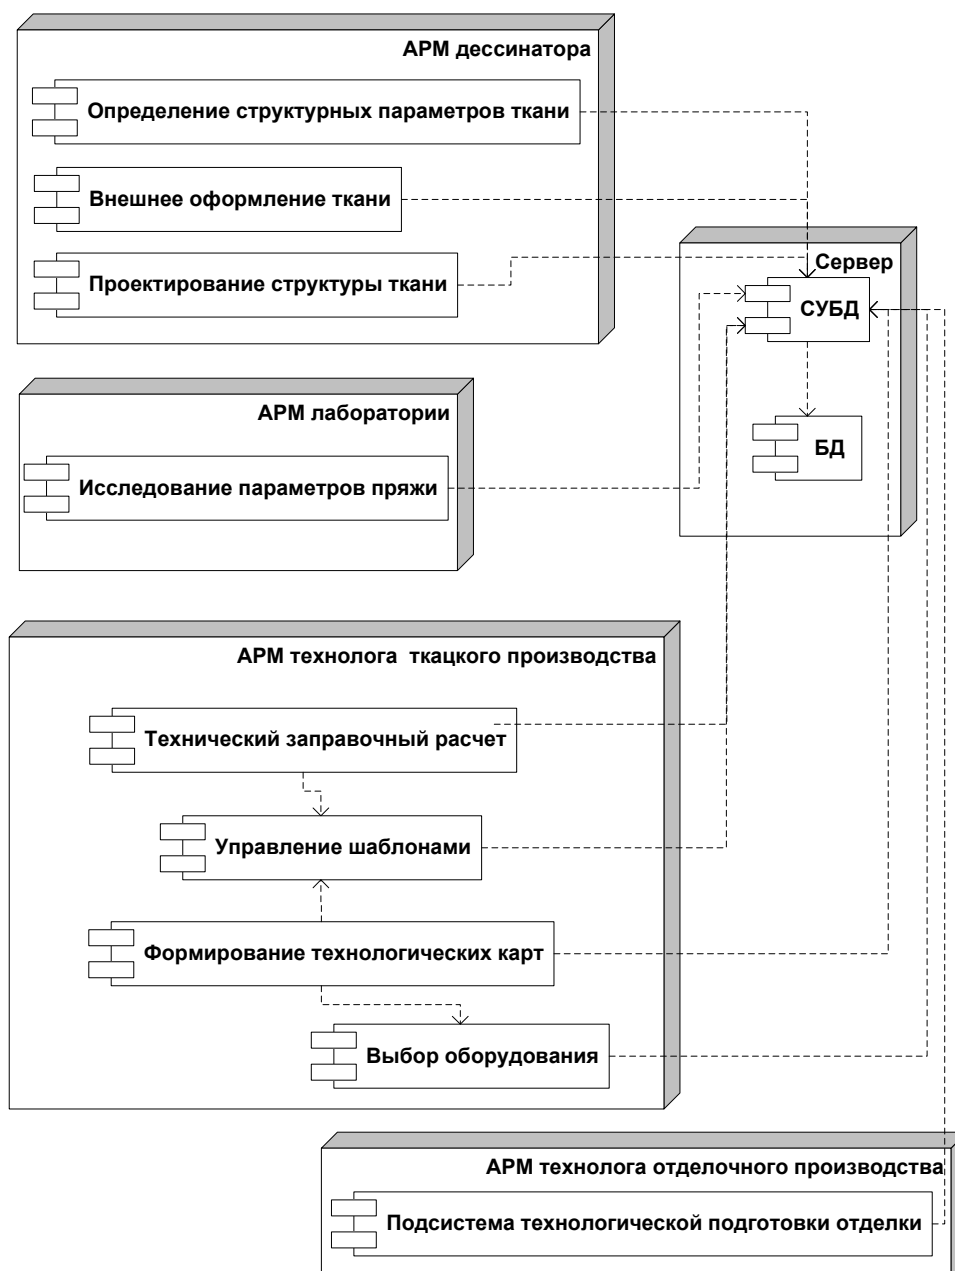 АРМ дессинатора
Определение структурных параметров ткани
Внешнее оформление ткани
Проектирование структуры ткани
Сервер
СУБД
БД
АРМ лаборатории
Исследование параметров пряжи
АРМ технолога ткацкого производства
Технический заправочный расчет
Управление шаблонами
Формирование технологических карт
Выбор оборудования
АРМ технолога отделочного производства
Подсистема технологической подготовки отделки